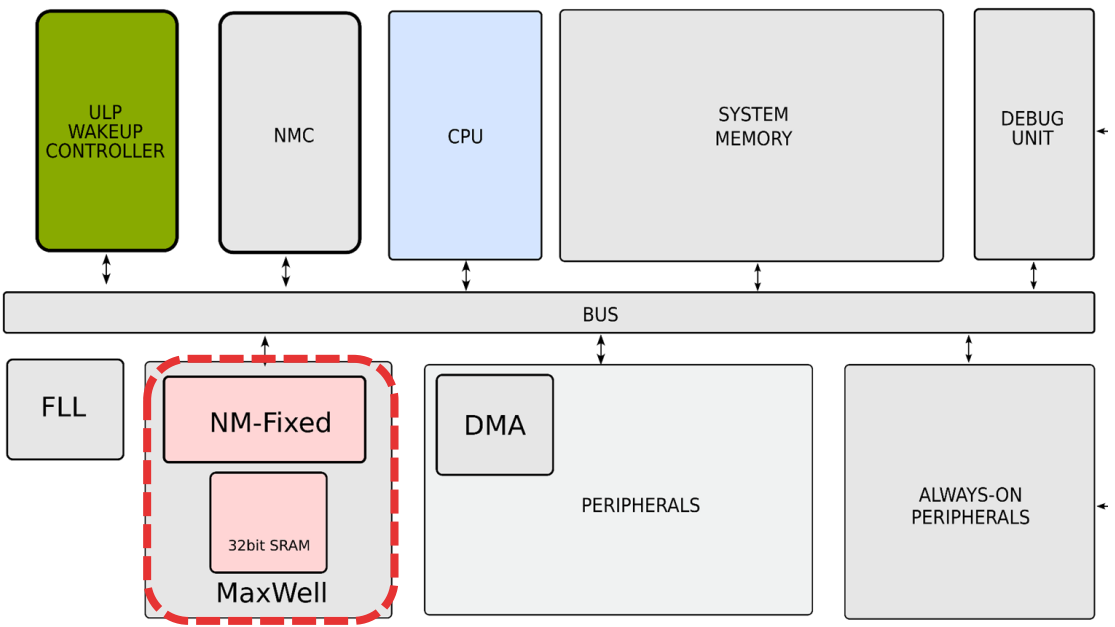 ULP
WAKEUP
CONTROLLER
NMC
CPU
SYSTEM
MEMORY
DEBUG
UNIT
BUS
FLL
NM-Fixed
32bit SRAM
MaxWell
DMA
PERIPHERALS
ALWAYS-ON
PERIPHERALS